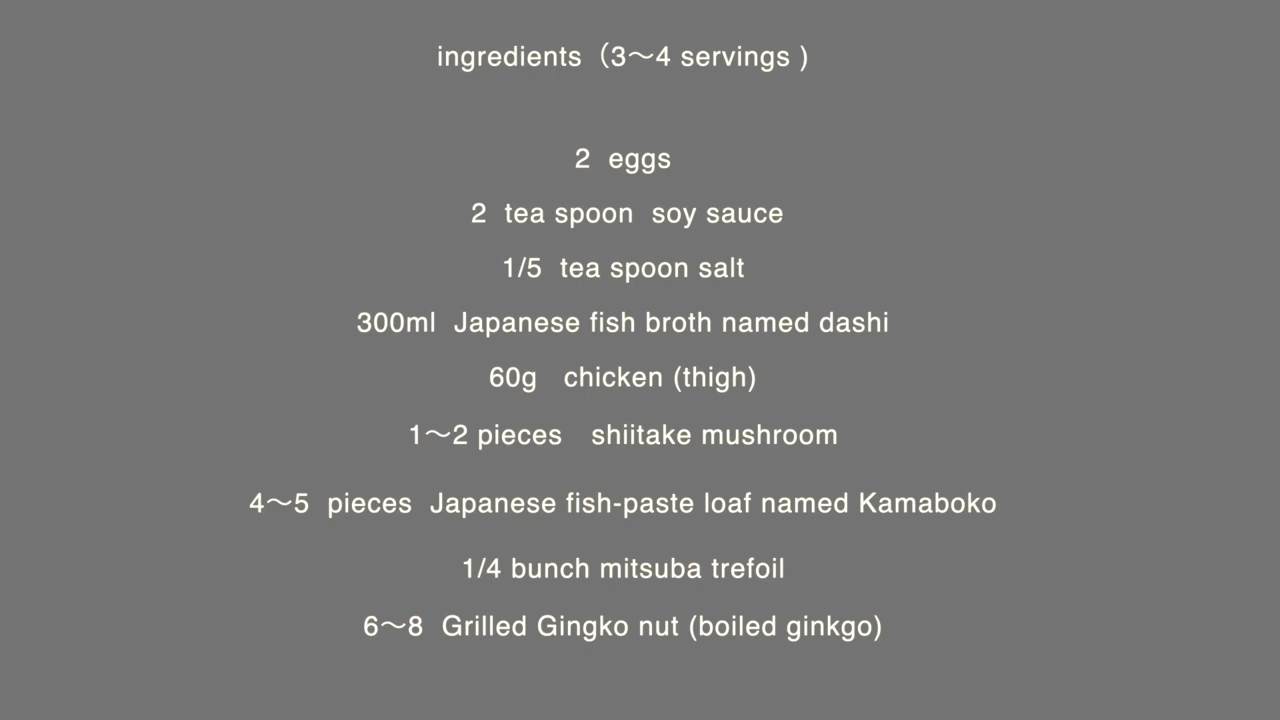 ingredients（3〜4 servings )
2 eggs
2 tea spoon soy sauce
1/5 tea spoon salt
300ml Japanese fish broth named dashi
60g　chicken (thigh)
1〜2 pieces　shiitake mushroom
4〜5 pieces Japanese fish-paste loaf named Kamaboko
1/4 bunch mitsuba trefoil
6〜8 Grilled Gingko nut (boiled ginkgo)